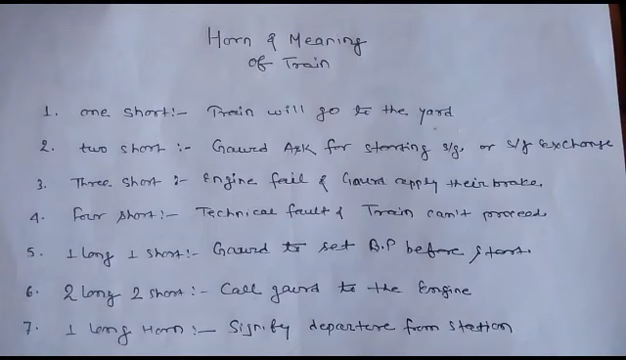 Horn & Meaning
of Train
1. one short:- Train will go to the yard
2. two short :- Gaurd Ask for starting s/g, or s/g exchange
3. Three short :- Engine fail & Gaurd apply their brake.
4. Four short:- Technical fault & Train can't proceed
5. 1 long 1 short:- Gaurd to set B.P before start.
6. 2 long 2 short:- Call gaurd to the Engine
7. 1 long Horn :- Signify departure from station